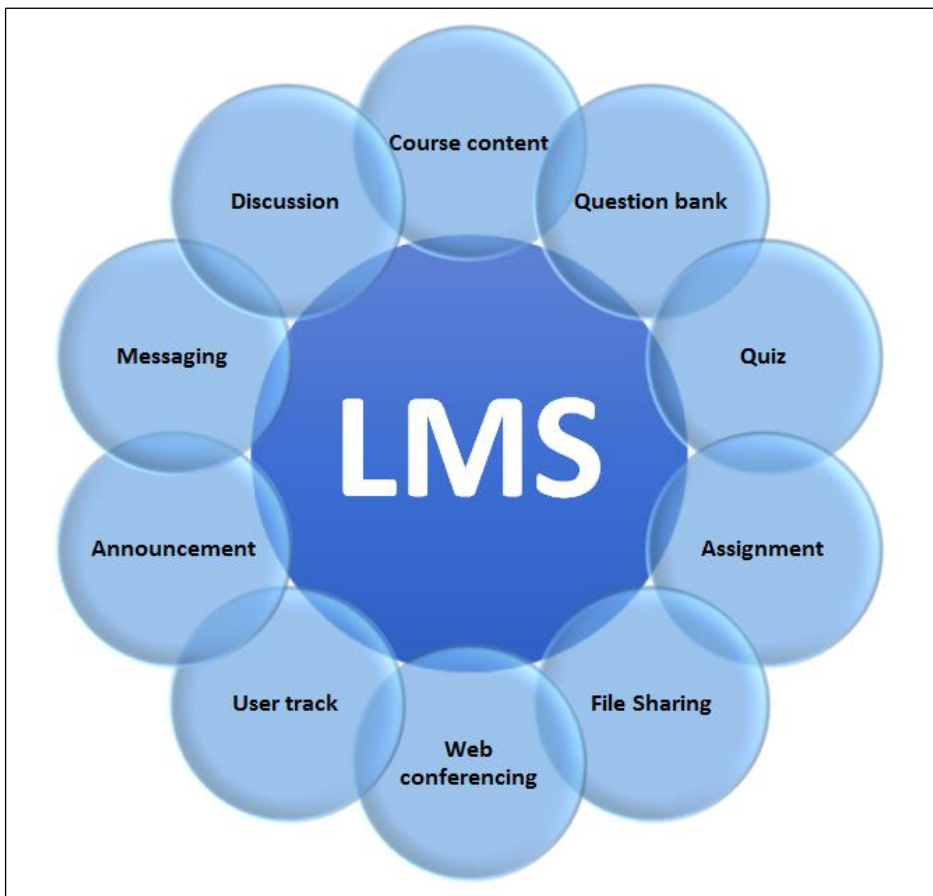 Course content
Discussion
Question bank
Messaging
Quiz
LMS
Announcement
Assignment
User track
File Sharing
Web
conferencing